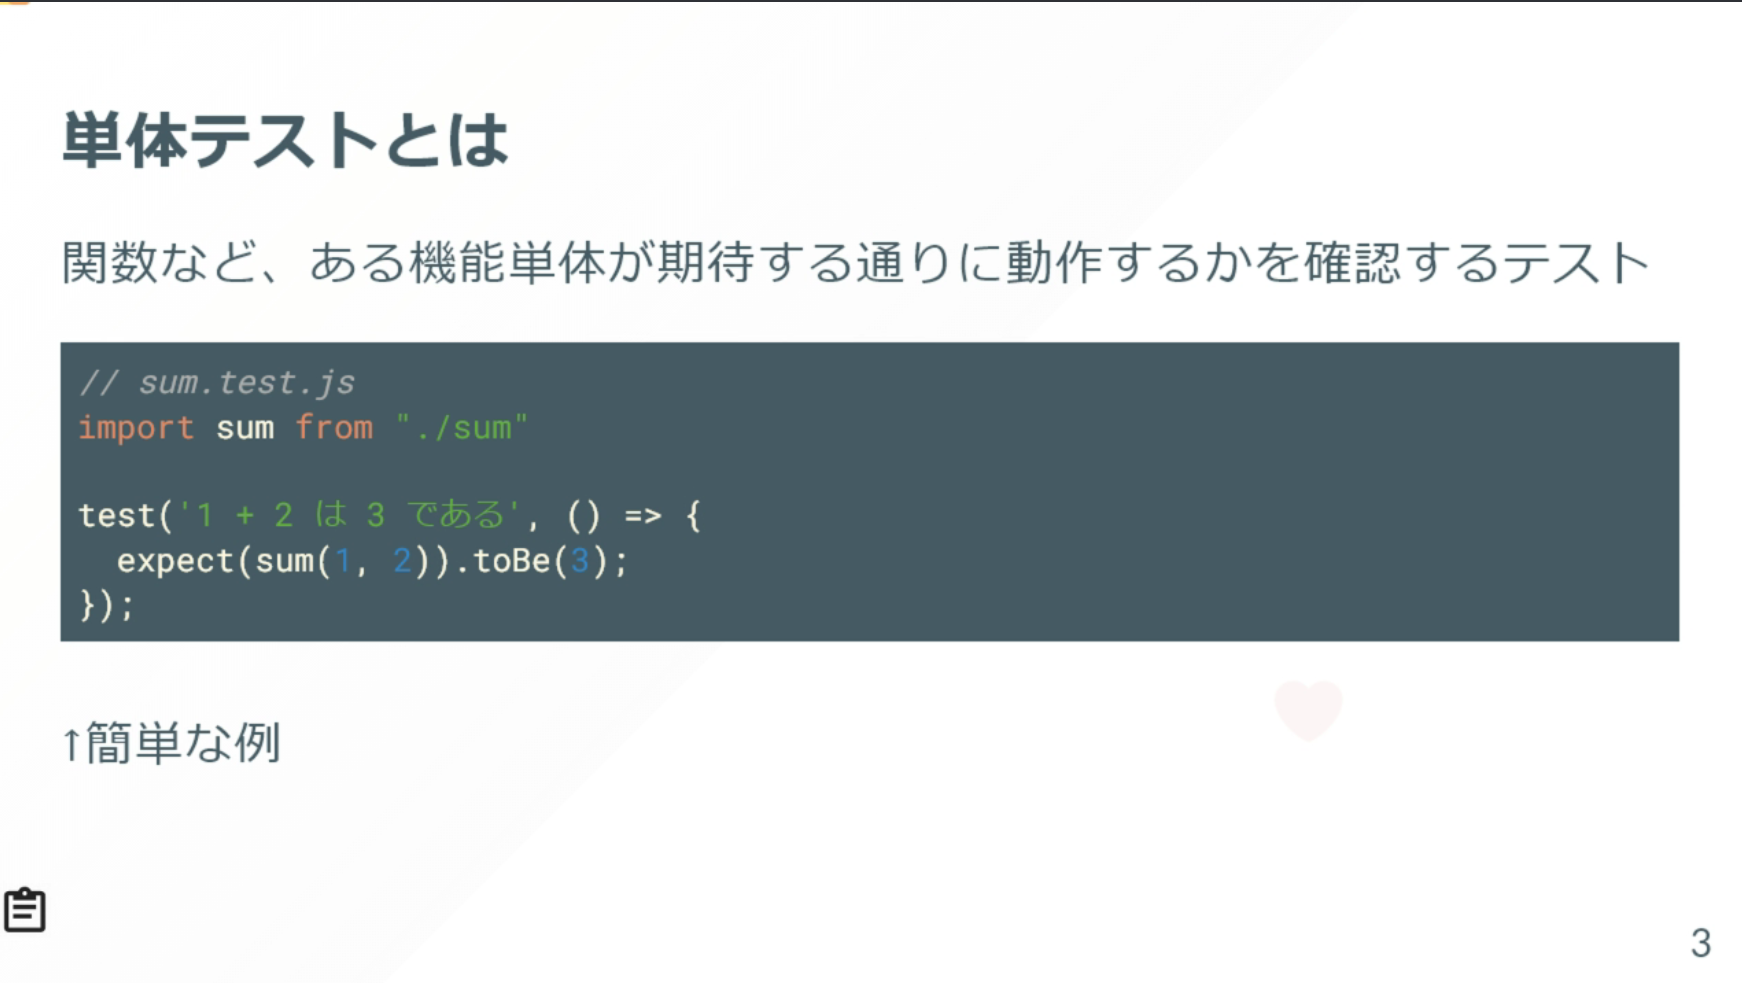 単体テストとは
関数など、ある機能単体が期待する通りに動作するかを確認するテスト
// sum.test.js
import sum from "./sum"
test('1 + 2 は 3 である', () => {
  expect(sum(1, 2)).toBe(3);
});
↑簡単な例
3